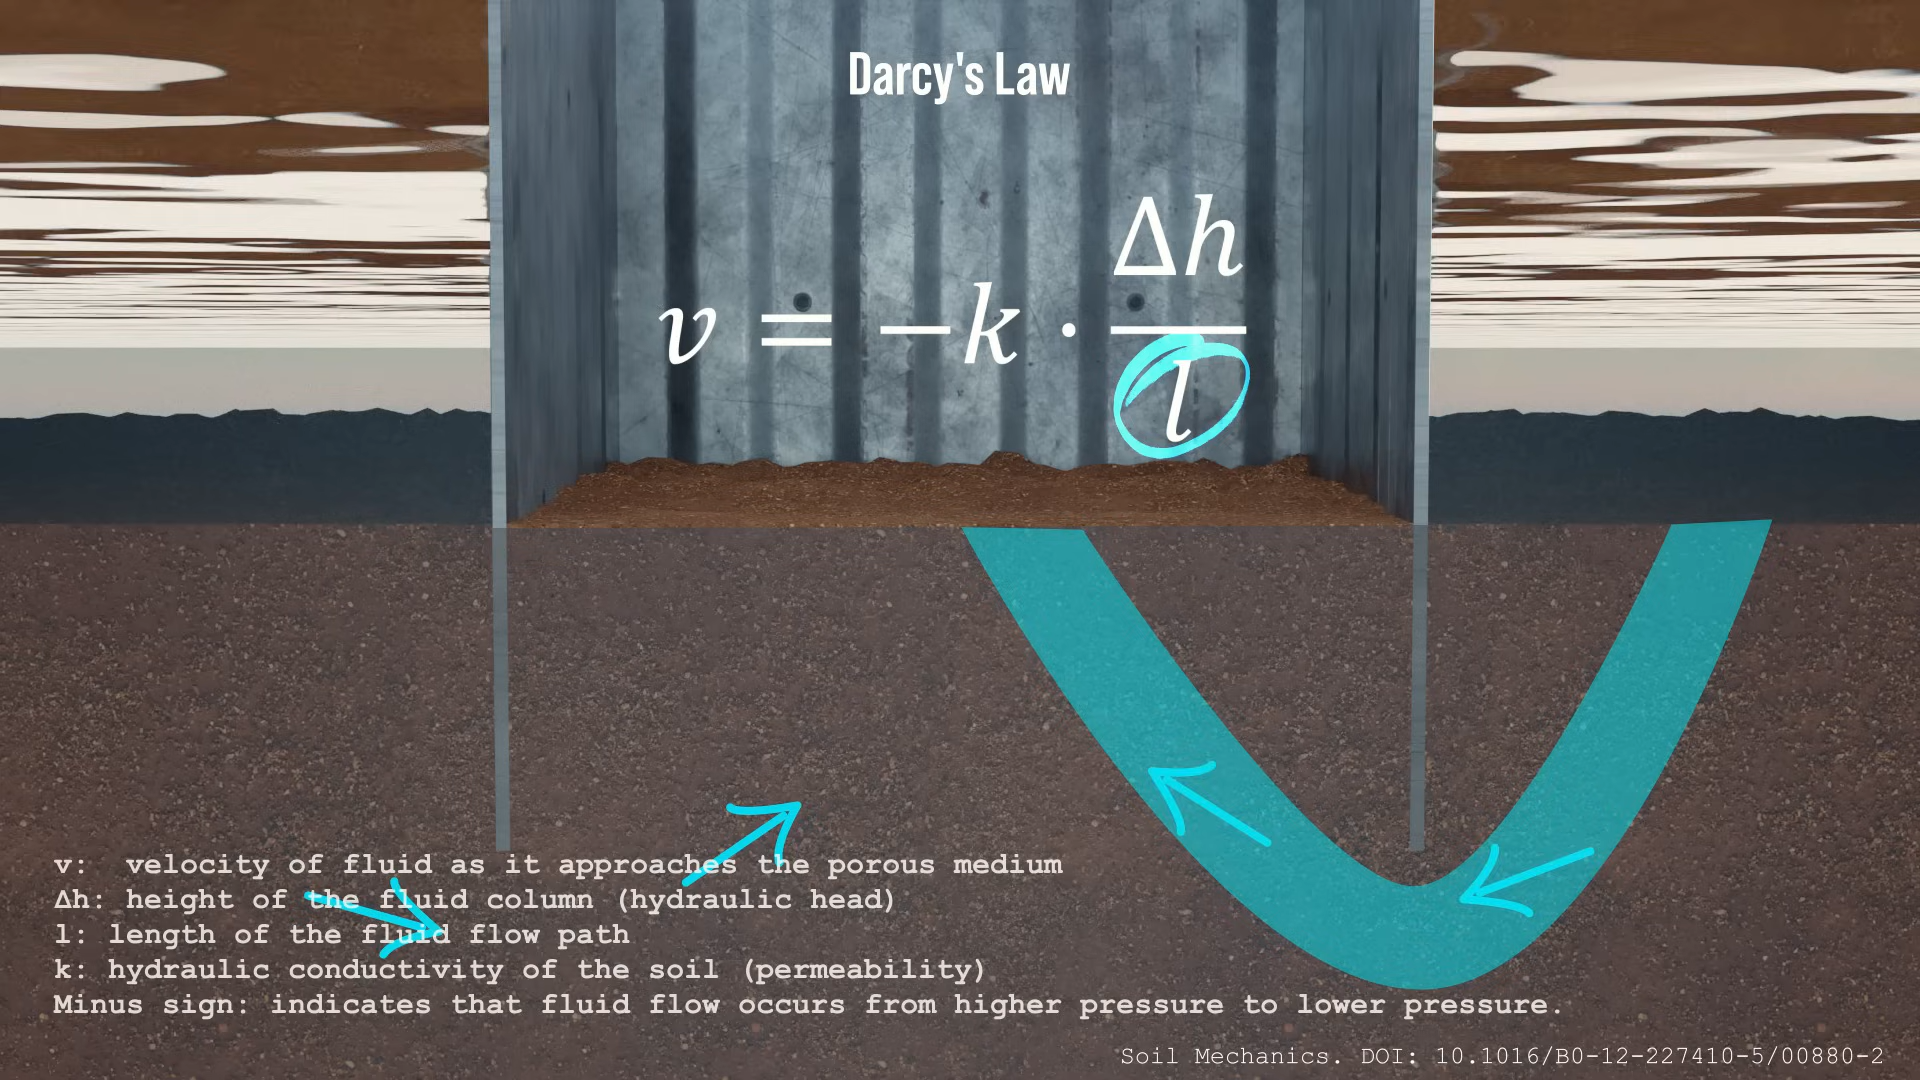 Darcy's Law
v = −k · Δh/l
v: velocity of fluid as it approaches the porous medium
Δh: height of the fluid column (hydraulic head)
l: length of the fluid flow path
k: hydraulic conductivity of the soil (permeability)
Minus sign: indicates that fluid flow occurs from higher pressure to lower pressure.
Soil Mechanics. DOI: 10.1016/B0-12-227410-5/00880-2